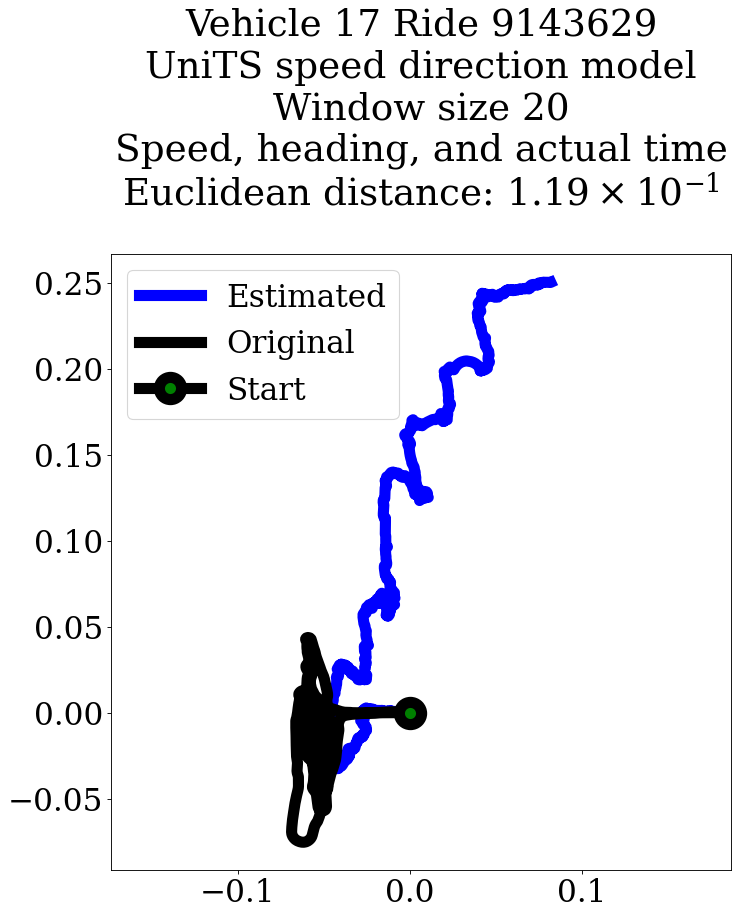 Vehicle 17 Ride 9143629
UniTS speed direction model
Window size 20
Speed, heading, and actual time
Euclidean distance: 1.19 × 10⁻¹
Estimated
Original
Start
0.25
0.20
0.15
0.10
0.05
0.00
−0.05
−0.1
0.0
0.1